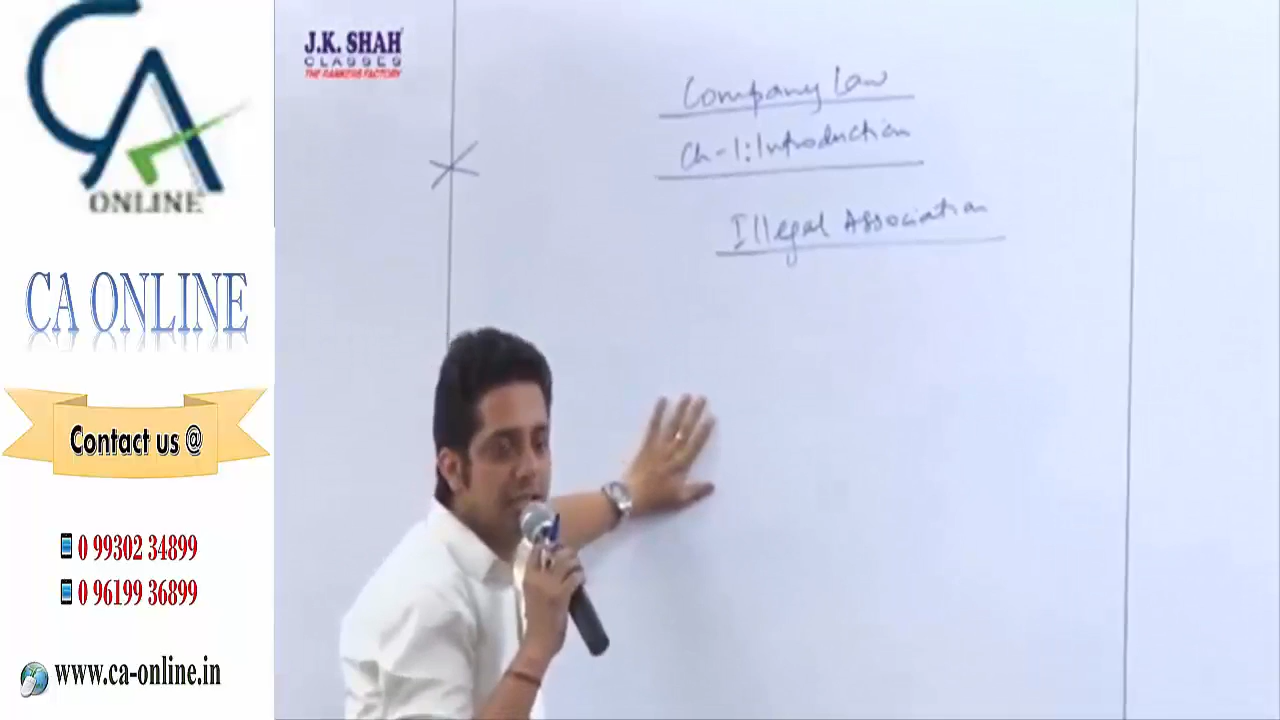 CA
ONLINE
CA ONLINE
Contact us @
0 99302 34899
0 96199 36899
www.ca-online.in
J.K. SHAH
CLASSES
THE RANKERS FACTORY
Company Law
Ch-1: Introduction
Illegal Association